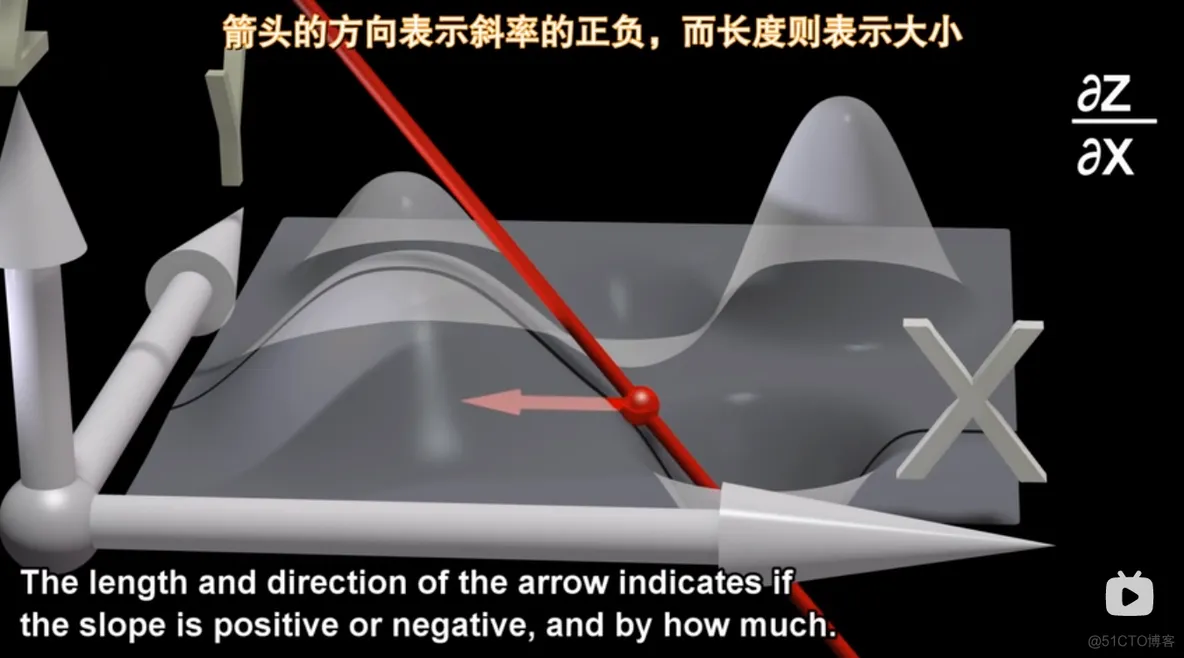 箭头的方向表示斜率的正负，而长度则表示大小
Y
∂Z
∂X
X
The length and direction of the arrow indicates if
the slope is positive or negative, and by how much.
@51CTO博客